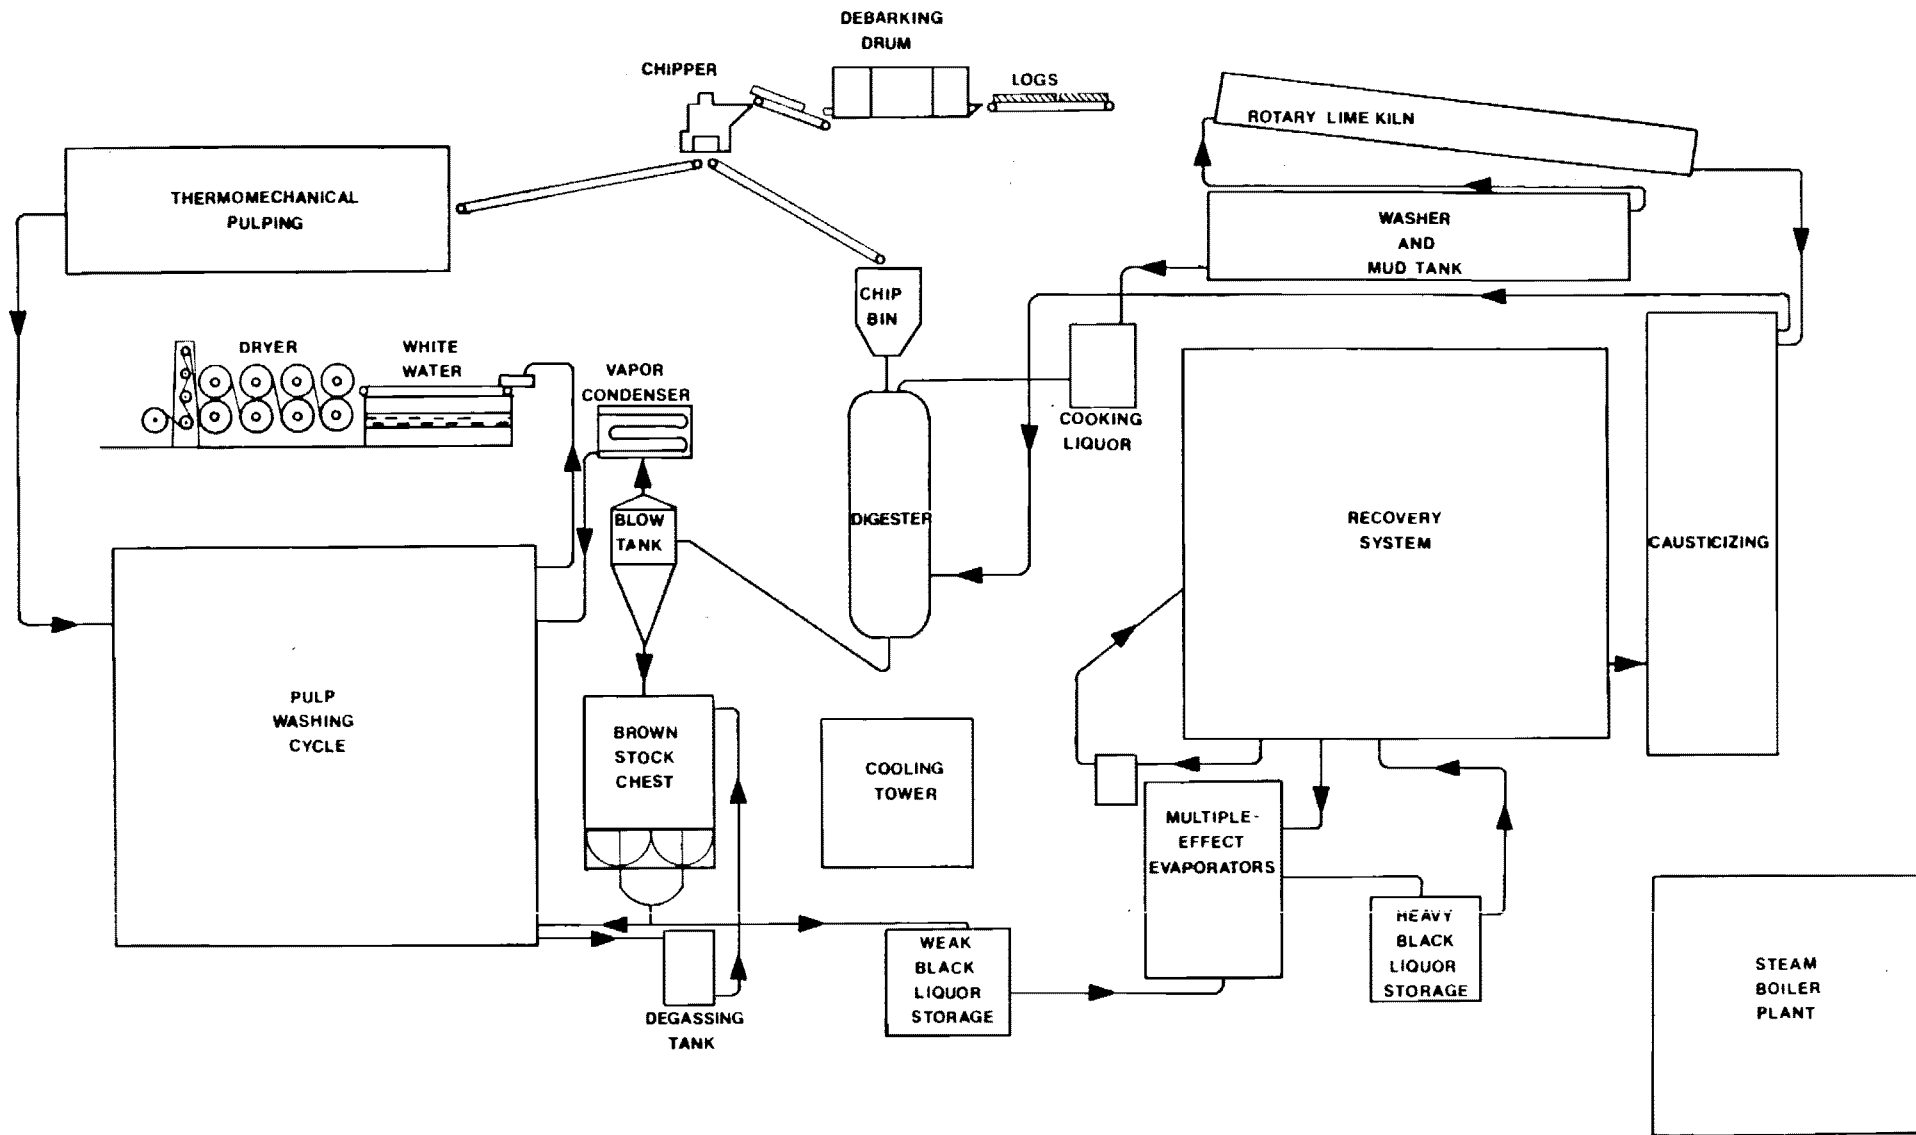 DEBARKING
DRUM
CHIPPER
LOGS
ROTARY LIME KILN
THERMOMECHANICAL
PULPING
WASHER
AND
MUD TANK
CHIP
BIN
DRYER
WHITE
WATER
VAPOR
CONDENSER
COOKING
LIQUOR
BLOW
TANK
DIGESTER
RECOVERY
SYSTEM
CAUSTICIZING
PULP
WASHING
CYCLE
BROWN
STOCK
CHEST
COOLING
TOWER
MULTIPLE-
EFFECT
EVAPORATORS
HEAVY
BLACK
LIQUOR
STORAGE
WEAK
BLACK
LIQUOR
STORAGE
DEGASSING
TANK
STEAM
BOILER
PLANT